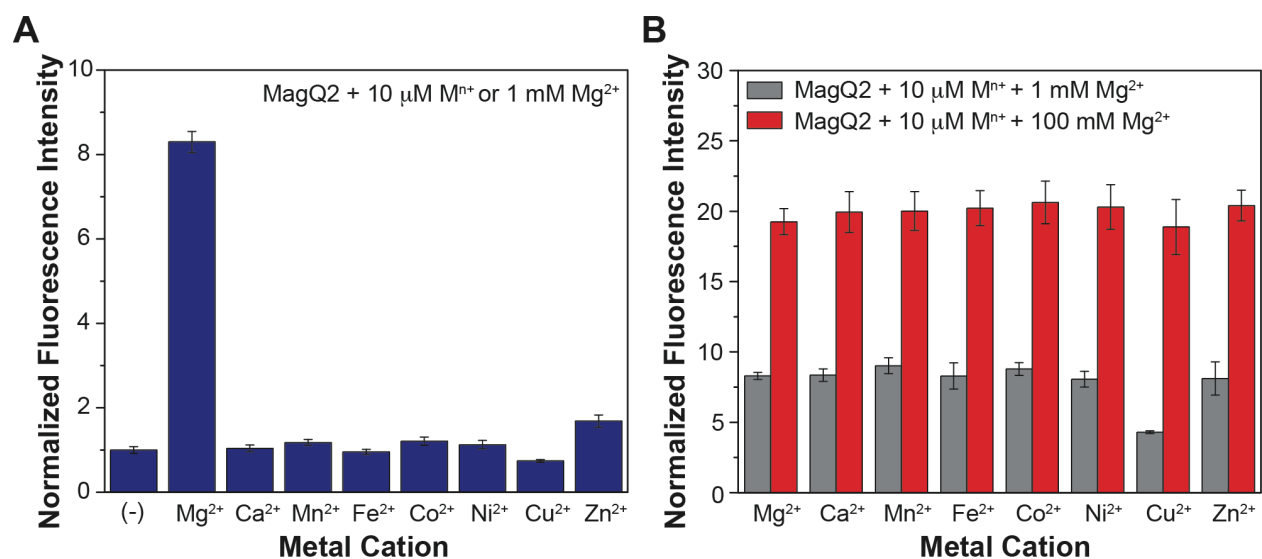 A
Normalized Fluorescence Intensity
10
8
6
4
2
0
MagQ2 + 10 μM Mⁿ⁺ or 1 mM Mg²⁺
(-) Mg²⁺ Ca²⁺ Mn²⁺ Fe²⁺ Co²⁺ Ni²⁺ Cu²⁺ Zn²⁺
Metal Cation
B
Normalized Fluorescence Intensity
30
25
20
15
10
5
0
MagQ2 + 10 μM Mⁿ⁺ + 1 mM Mg²⁺
MagQ2 + 10 μM Mⁿ⁺ + 100 mM Mg²⁺
Mg²⁺ Ca²⁺ Mn²⁺ Fe²⁺ Co²⁺ Ni²⁺ Cu²⁺ Zn²⁺
Metal Cation